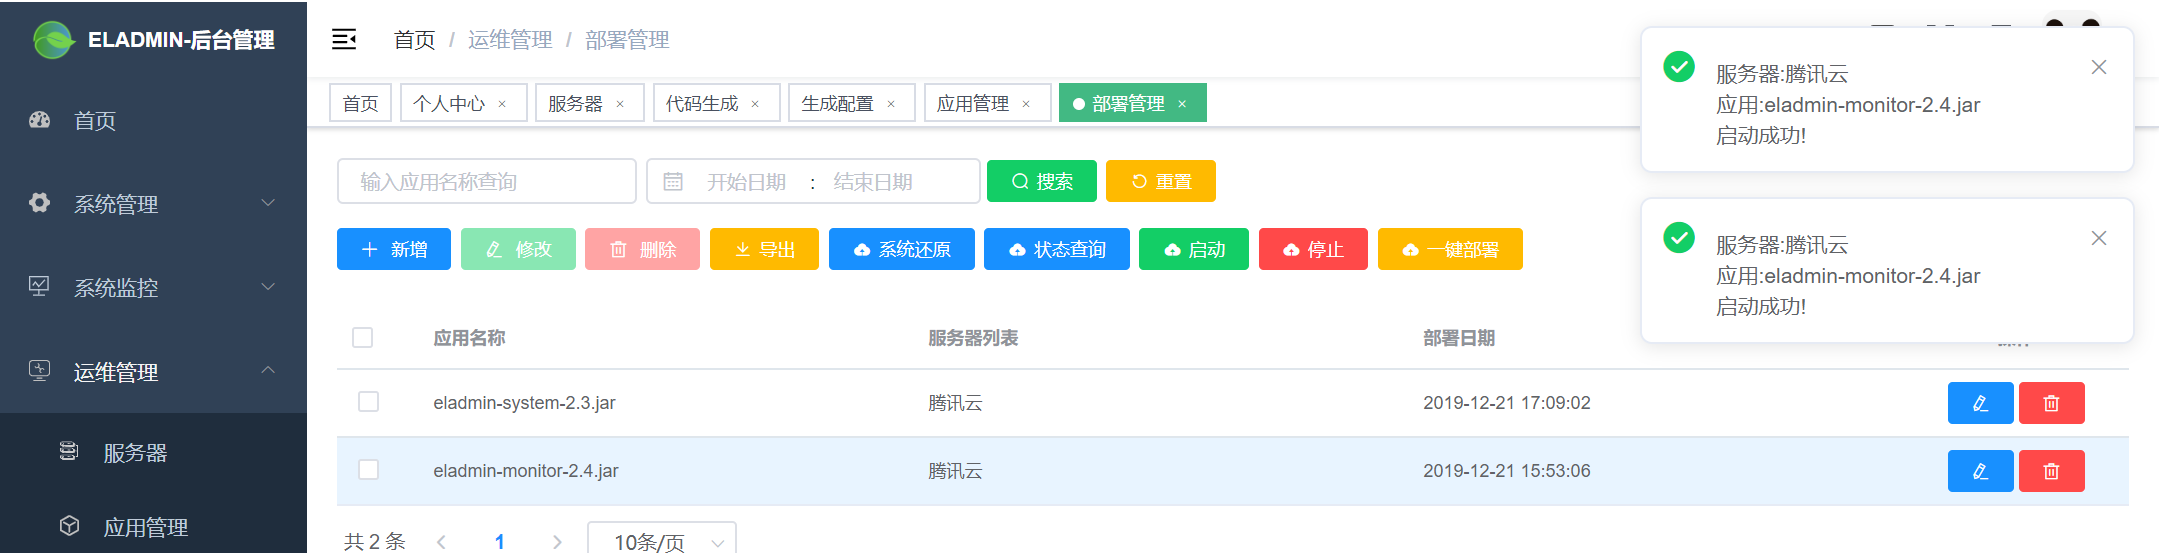 ELADMIN-后台管理
首页
系统管理
系统监控
运维管理
服务器
应用管理
首页 / 运维管理 / 部署管理
首页 个人中心 × 服务器 × 代码生成 × 生成配置 × 应用管理 × 部署管理 ×
输入应用名称查询 开始日期 : 结束日期 搜索 重置
新增 修改 删除 导出 系统还原 状态查询 启动 停止 一键部署
应用名称 服务器列表 部署日期
eladmin-system-2.3.jar 腾讯云 2019-12-21 17:09:02
eladmin-monitor-2.4.jar 腾讯云 2019-12-21 15:53:06
共 2 条 1 10条/页
服务器:腾讯云
应用:eladmin-monitor-2.4.jar
启动成功!
服务器:腾讯云
应用:eladmin-monitor-2.4.jar
启动成功!